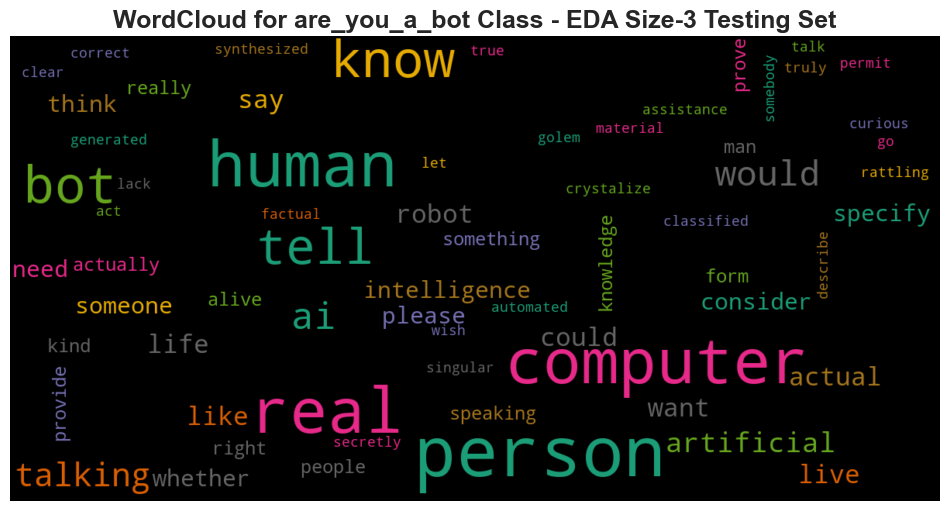 WordCloud for are_you_a_bot Class - EDA Size-3 Testing Set
correct
synthesized
know
true
talk
prove
somebody
truly
permit
clear
really
think
say
assistance
generated
golem
material
curious
go
man
human
let
would
rattling
bot
lack
crystalize
act
factual
robot
classified
specify
tell
something
knowledge
describe
need
actually
intelligence
form
consider
someone
alive
ai
please
automated
wish
could
kind
life
singular
computer
actual
provide
like
real
speaking
want
right
secretly
person
artificial
talking
whether
people
live